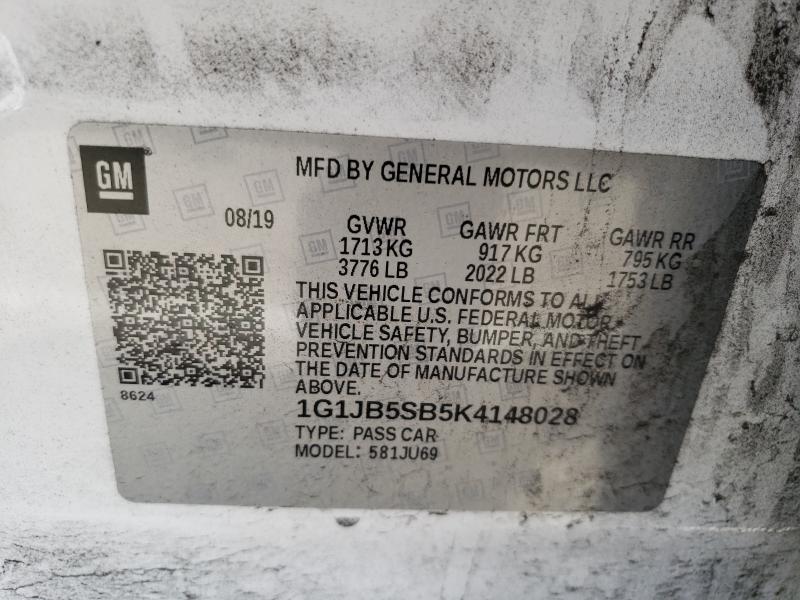 GM
MFD BY GENERAL MOTORS LLC
08/19
GVWR
1713 KG
3776 LB
GAWR FRT
917 KG
2022 LB
GAWR RR
795 KG
1753 LB
THIS VEHICLE CONFORMS TO ALL
APPLICABLE U.S. FEDERAL MOTOR
VEHICLE SAFETY, BUMPER, AND THEFT
PREVENTION STANDARDS IN EFFECT ON
THE DATE OF MANUFACTURE SHOWN
ABOVE.
8624
1G1JB5SB5K4148028
TYPE: PASS CAR
MODEL: 581JU69